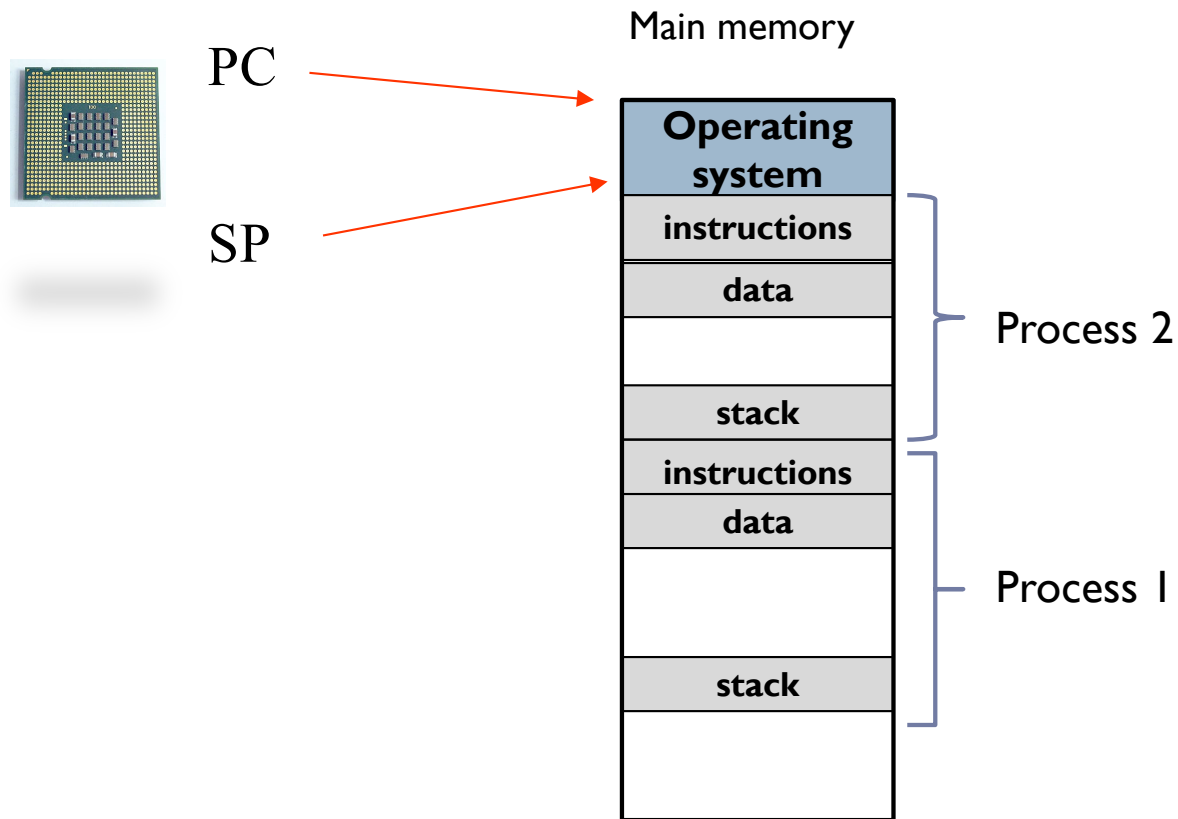 Main memory
PC
Operating
system
SP
instructions
data
Process 2
stack
instructions
data
Process 1
stack